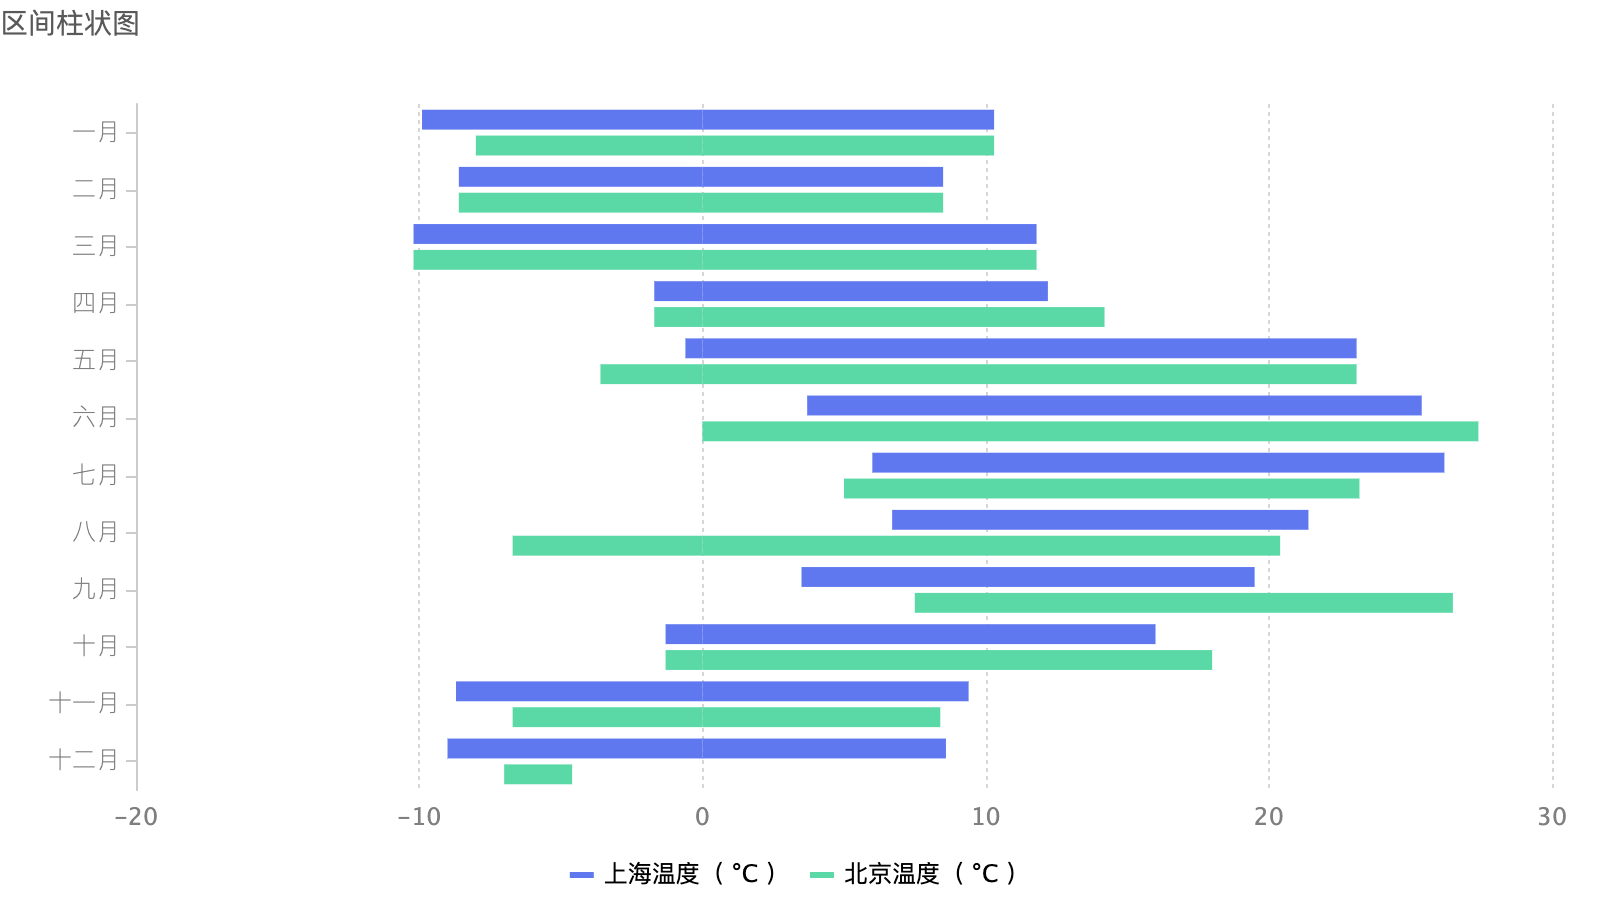 区间柱状图
一月
二月
三月
四月
五月
六月
七月
八月
九月
十月
十一月
十二月
-20 -10 0 10 20 30
上海温度（ °C ） 北京温度（ °C ）